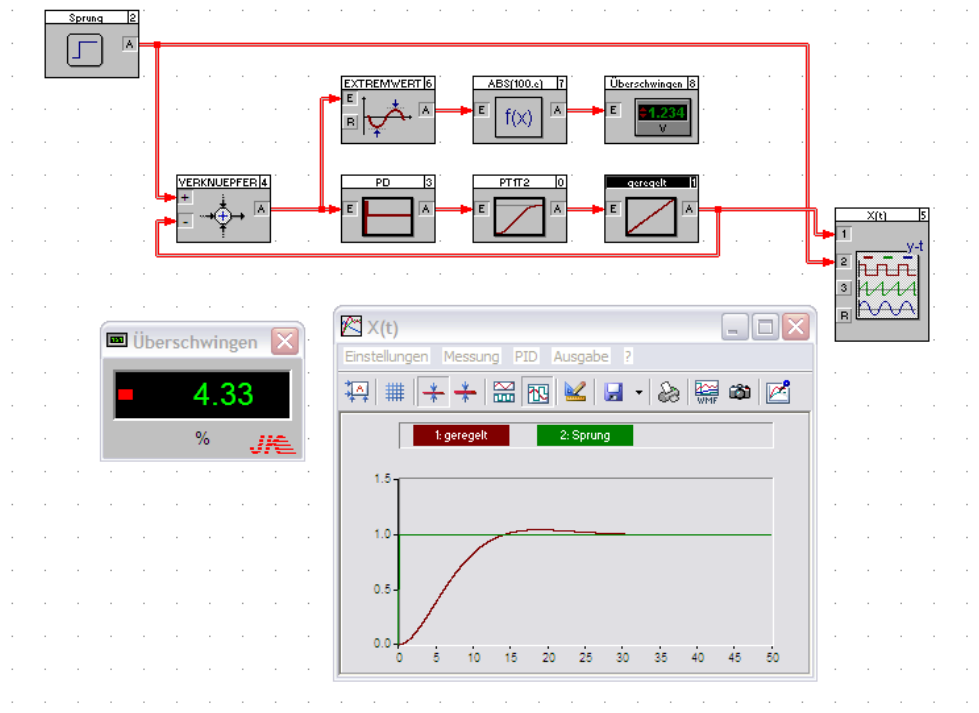 Sprung 2
A
EXTREMWERT 6
E
R
A
ABS(100.e) 7
E
f(x)
A
Überschwingen 8
E
1.234
V
VERKNUEPFER 4
+
-
A
PD 3
E
A
PT1T2 0
E
A
geregelt 1
E
A
X(t) 5
1
2
3
R
y-t
Überschwingen
4.33
%
X(t)
Einstellungen Messung PID Ausgabe ?
WMF
1: geregelt 2: Sprung
1.5
1.0
0.5
0.0
0 5 10 15 20 25 30 35 40 45 50